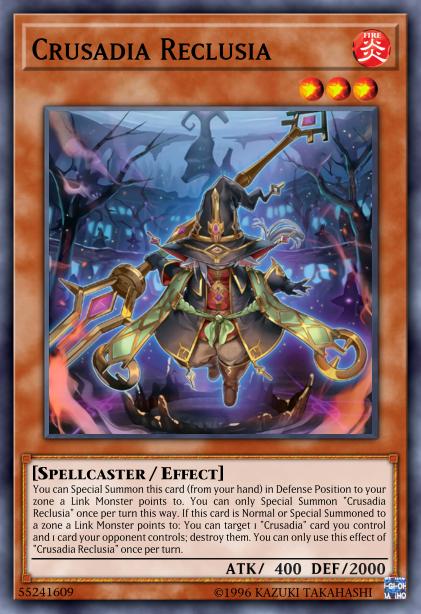 Crusadia Reclusia
FIRE
炎
[Spellcaster / Effect]
You can Special Summon this card (from your hand) in Defense Position to your
zone a Link Monster points to. You can only Special Summon "Crusadia
Reclusia" once per turn this way. If this card is Normal or Special Summoned to
a zone a Link Monster points to: You can target 1 "Crusadia" card you control
and 1 card your opponent controls; destroy them. You can only use this effect of
"Crusadia Reclusia" once per turn.
ATK/ 400 DEF/2000
55241609
©1996 KAZUKI TAKAHASHI